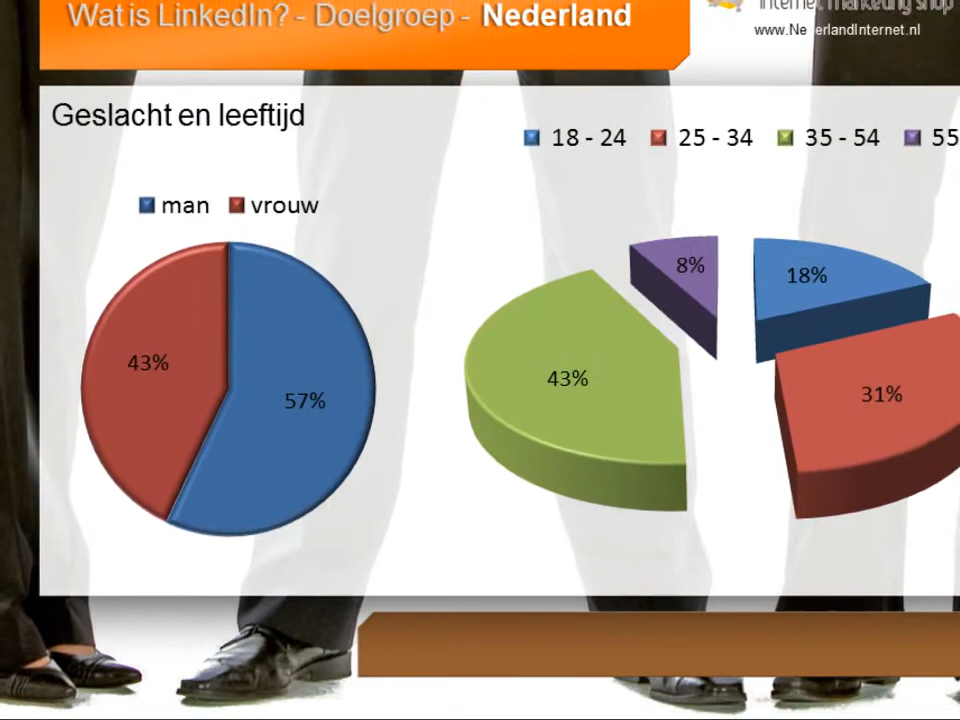 Wat is LinkedIn? - Doelgroep - Nederland
internet marketing shop
www.NederlandInternet.nl
Geslacht en leeftijd
18 - 24 25 - 34 35 - 54 55
man vrouw
8% 18%
43% 57%
43% 31%